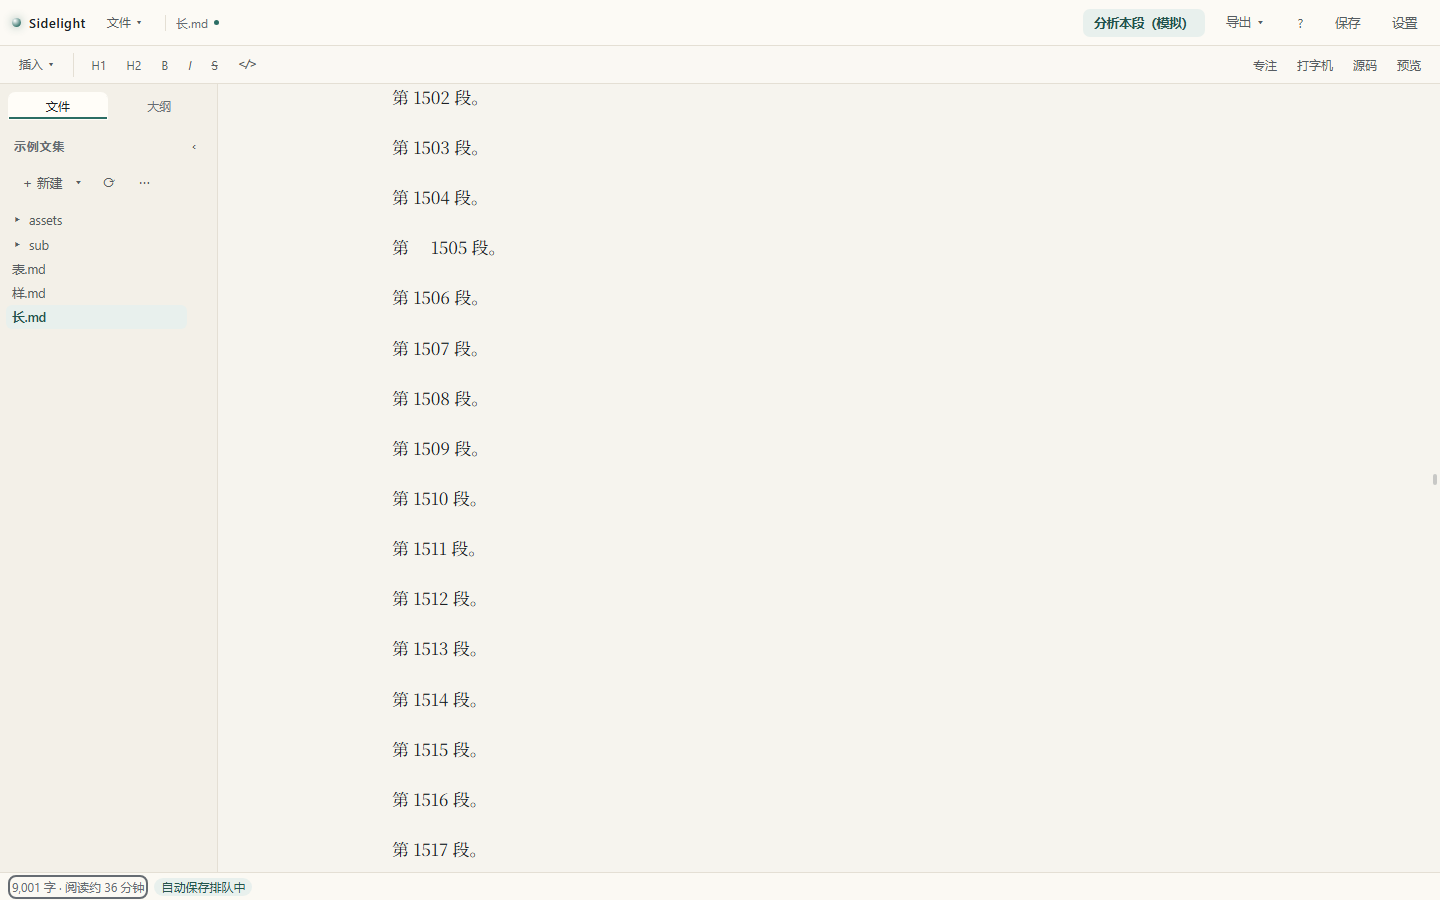 Sidelight 文件 ▾ 长.md ● 分析本段（模拟） 导出 ▾ ? 保存 设置
插入 ▾ H1 H2 B I S </> 专注 打字机 源码 预览
文件 大纲
示例文集 ‹
+ 新建 ▾ ⟳ ···
▸ assets
▸ sub
表.md
样.md
长.md
第 1502 段。
第 1503 段。
第 1504 段。
第　 1505 段。
第 1506 段。
第 1507 段。
第 1508 段。
第 1509 段。
第 1510 段。
第 1511 段。
第 1512 段。
第 1513 段。
第 1514 段。
第 1515 段。
第 1516 段。
第 1517 段。
9,001 字 · 阅读约 36 分钟 自动保存排队中